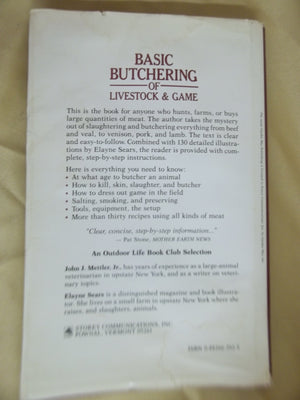 BASIC
BUTCHERING
OF
LIVESTOCK & GAME
This is the book for anyone who hunts, farms, or buys
large quantities of meat. The author takes the mystery
out of slaughtering and butchering everything from beef
and veal, to venison, pork, and lamb. The text is clear
and easy-to-follow. Combined with 130 detailed illustra-
tions by Elayne Sears, the reader is provided with com-
plete, step-by-step instructions.
Here is everything you need to know:
• At what age to butcher an animal
• How to kill, skin, slaughter, and butcher
• How to dress out game in the field
• Salting, smoking, and preserving
• Tools, equipment, the setup
• More than thirty recipes using all kinds of meat
"Clear, concise, step-by-step information..."
— Pat Stone, MOTHER EARTH NEWS
An Outdoor Life Book Club Selection
John J. Mettler, Jr., has years of experience as a large-animal
veterinarian in upstate New York, and as a writer on veteri-
nary topics.
Elayne Sears is a distinguished magazine and book illustra-
tor. She lives on a small farm in upstate New York where she
raises, and slaughters, animals.
STOREY COMMUNICATIONS, INC.
POWNAL, VERMONT 05261